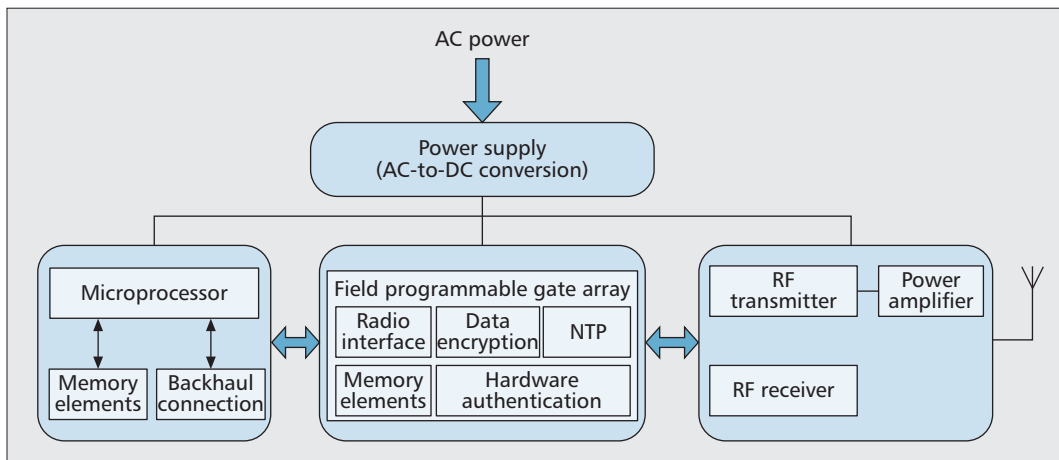 AC power
Power supply
(AC-to-DC conversion)
Microprocessor
Memory
elements
Backhaul
connection
Field programmable gate array
Radio
interface
Data
encryption
NTP
Memory
elements
Hardware
authentication
RF
transmitter
Power
amplifier
RF receiver